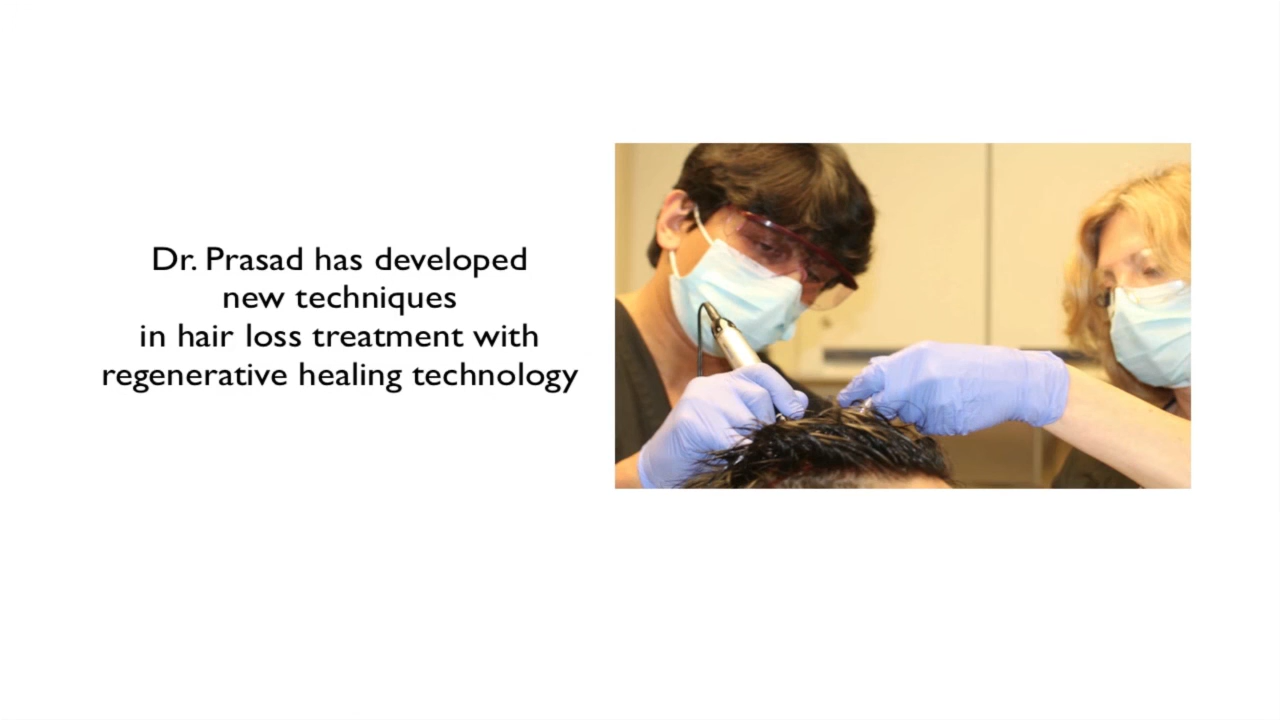 Dr. Prasad has developed
new techniques
in hair loss treatment with
regenerative healing technology